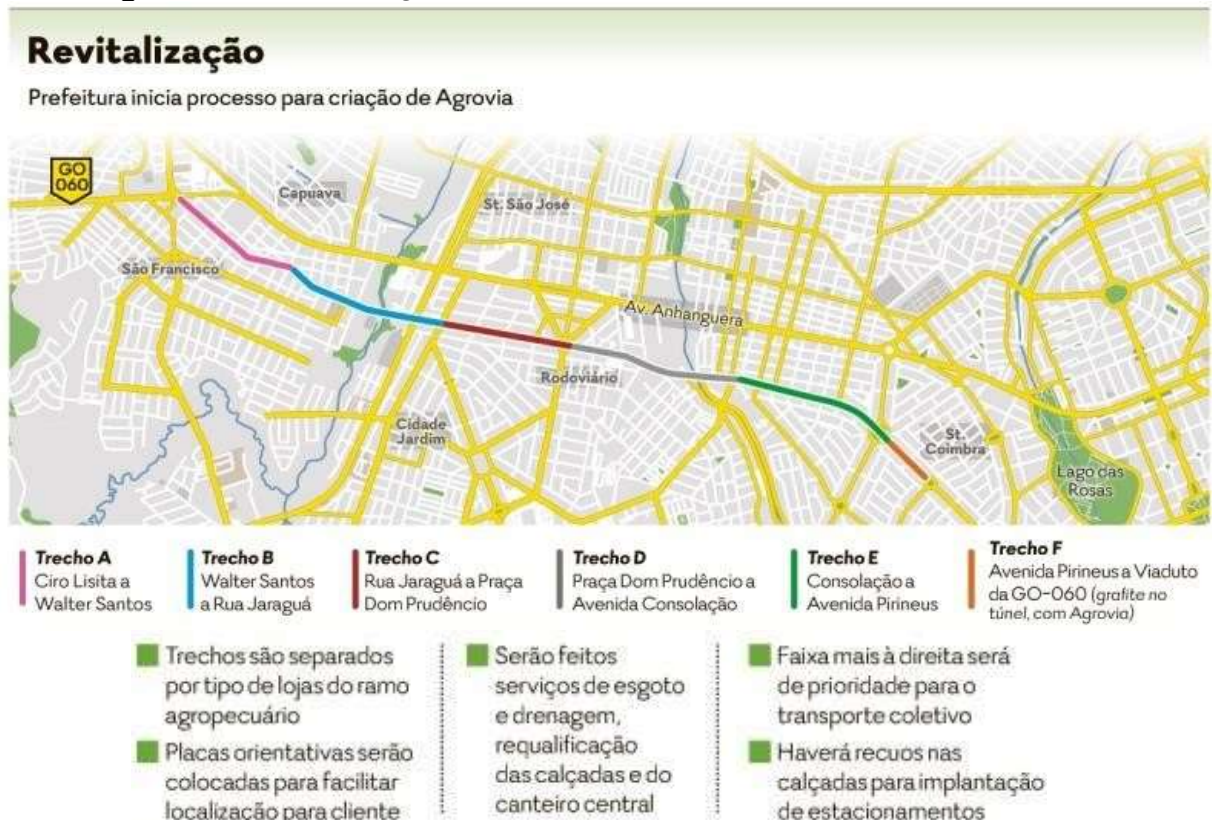 Revitalização
Prefeitura inicia processo para criação de Agrovia
GO
060
Capuava
St. São José
São Francisco
Av. Anhanguera
Rodoviário
Cidade
Jardim
St.
Coimbra
Lago das
Rosas
Trecho A
Ciro Lisita a
Walter Santos
Trecho B
Walter Santos
a Rua Jaraguá
Trecho C
Rua Jaraguá a Praça
Dom Prudêncio
Trecho D
Praça Dom Prudêncio a
Avenida Consolação
Trecho E
Consolação a
Avenida Pirineus
Trecho F
Avenida Pirineus a Viaduto
da GO-060 (grafite no
túnel, com Agrovia)
Trechos são separados
por tipo de lojas do ramo
agropecuário
Placas orientativas serão
colocadas para facilitar
localização para cliente
Serão feitos
serviços de esgoto
e drenagem,
requalificação
das calçadas e do
canteiro central
Faixa mais à direita será
de prioridade para o
transporte coletivo
Haverá recuos nas
calçadas para implantação
de estacionamentos